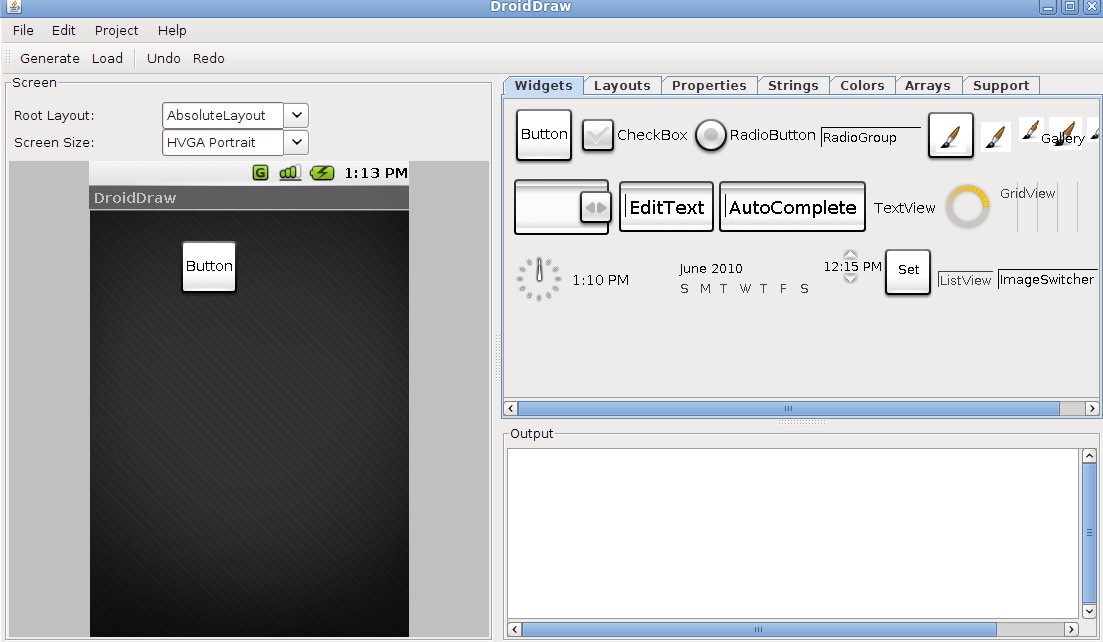 DroidDraw
File Edit Project Help
Generate Load Undo Redo
Screen
Root Layout: AbsoluteLayout
Screen Size: HVGA Portrait
G 1:13 PM
DroidDraw
Button
Widgets Layouts Properties Strings Colors Arrays Support
Button CheckBox RadioButton RadioGroup Gallery
EditText AutoComplete TextView GridView
1:10 PM June 2010 12:15 PM Set ListView ImageSwitcher
S M T W T F S
Output